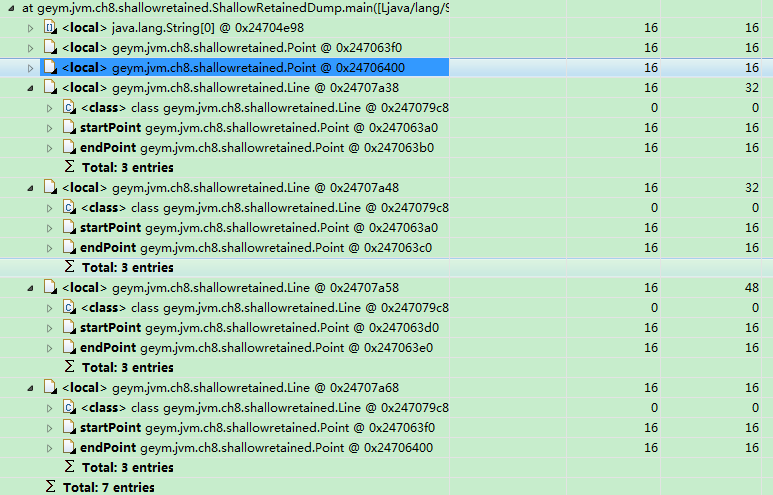 at geym.jvm.ch8.shallowretained.ShallowRetainedDump.main([Ljava/lang/S
<local> java.lang.String[0] @ 0x24704e98 16 16
<local> geym.jvm.ch8.shallowretained.Point @ 0x247063f0 16 16
<local> geym.jvm.ch8.shallowretained.Point @ 0x24706400 16 16
<local> geym.jvm.ch8.shallowretained.Line @ 0x24707a38 16 32
<class> class geym.jvm.ch8.shallowretained.Line @ 0x247079c8 0 0
startPoint geym.jvm.ch8.shallowretained.Point @ 0x247063a0 16 16
endPoint geym.jvm.ch8.shallowretained.Point @ 0x247063b0 16 16
Σ Total: 3 entries
<local> geym.jvm.ch8.shallowretained.Line @ 0x24707a48 16 32
<class> class geym.jvm.ch8.shallowretained.Line @ 0x247079c8 0 0
startPoint geym.jvm.ch8.shallowretained.Point @ 0x247063a0 16 16
endPoint geym.jvm.ch8.shallowretained.Point @ 0x247063c0 16 16
Σ Total: 3 entries
<local> geym.jvm.ch8.shallowretained.Line @ 0x24707a58 16 48
<class> class geym.jvm.ch8.shallowretained.Line @ 0x247079c8 0 0
startPoint geym.jvm.ch8.shallowretained.Point @ 0x247063d0 16 16
endPoint geym.jvm.ch8.shallowretained.Point @ 0x247063e0 16 16
Σ Total: 3 entries
<local> geym.jvm.ch8.shallowretained.Line @ 0x24707a68 16 16
<class> class geym.jvm.ch8.shallowretained.Line @ 0x247079c8 0 0
startPoint geym.jvm.ch8.shallowretained.Point @ 0x247063f0 16 16
endPoint geym.jvm.ch8.shallowretained.Point @ 0x24706400 16 16
Σ Total: 3 entries
Σ Total: 7 entries